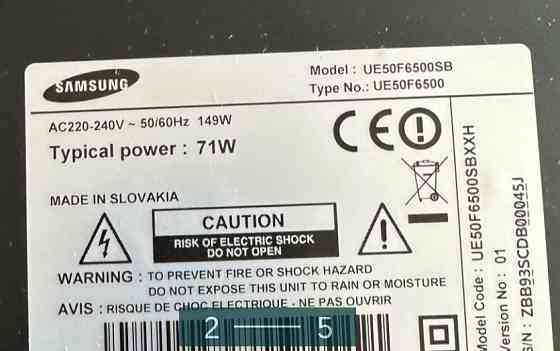 SAMSUNG
Model : UE50F6500SB
Type No.: UE50F6500
AC220-240V ~ 50/60Hz 149W
Typical power : 71W
MADE IN SLOVAKIA
CAUTION
RISK OF ELECTRIC SHOCK
DO NOT OPEN
WARNING : TO PREVENT FIRE OR SHOCK HAZARD
DO NOT EXPOSE THIS UNIT TO RAIN OR MOISTURE
AVIS : RISQUE DE CHOC ELECTRIQUE - NE PAS OUVRIR
2 5
Model Code : UE50F6500SBXXH
Version No : 01
S/N : ZBB93SCDB00045J